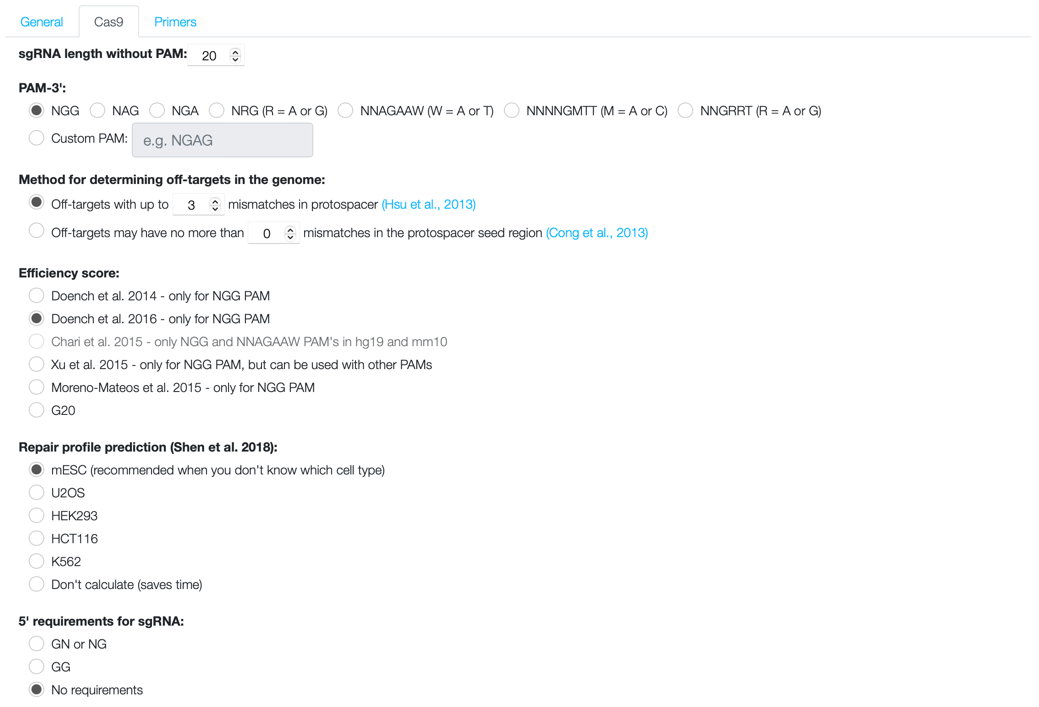 General Cas9 Primers
sgRNA length without PAM: 20
PAM-3':
NGG NAG NGA NRG (R = A or G) NNAGAAW (W = A or T) NNNNGMTT (M = A or C) NNGRRT (R = A or G)
Custom PAM: e.g. NGAG
Method for determining off-targets in the genome:
Off-targets with up to 3 mismatches in protospacer (Hsu et al., 2013)
Off-targets may have no more than 0 mismatches in the protospacer seed region (Cong et al., 2013)
Efficiency score:
Doench et al. 2014 - only for NGG PAM
Doench et al. 2016 - only for NGG PAM
Chari et al. 2015 - only NGG and NNAGAAW PAM's in hg19 and mm10
Xu et al. 2015 - only for NGG PAM, but can be used with other PAMs
Moreno-Mateos et al. 2015 - only for NGG PAM
G20
Repair profile prediction (Shen et al. 2018):
mESC (recommended when you don't know which cell type)
U2OS
HEK293
HCT116
K562
Don't calculate (saves time)
5' requirements for sgRNA:
GN or NG
GG
No requirements